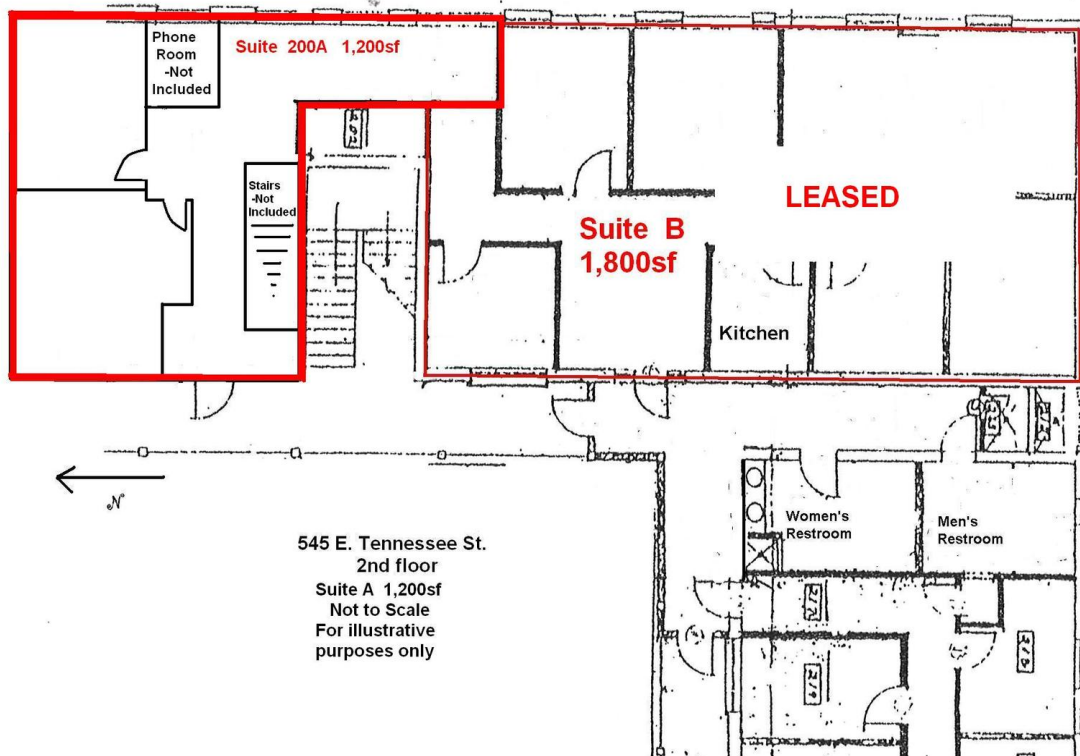 Phone
Room
-Not
Included
Suite 200A 1,200sf
Stairs
-Not
Included
LEASED
Suite B
1,800sf
Kitchen
N
Women's
Restroom
Men's
Restroom
545 E. Tennessee St.
2nd floor
Suite A 1,200sf
Not to Scale
For illustrative
purposes only